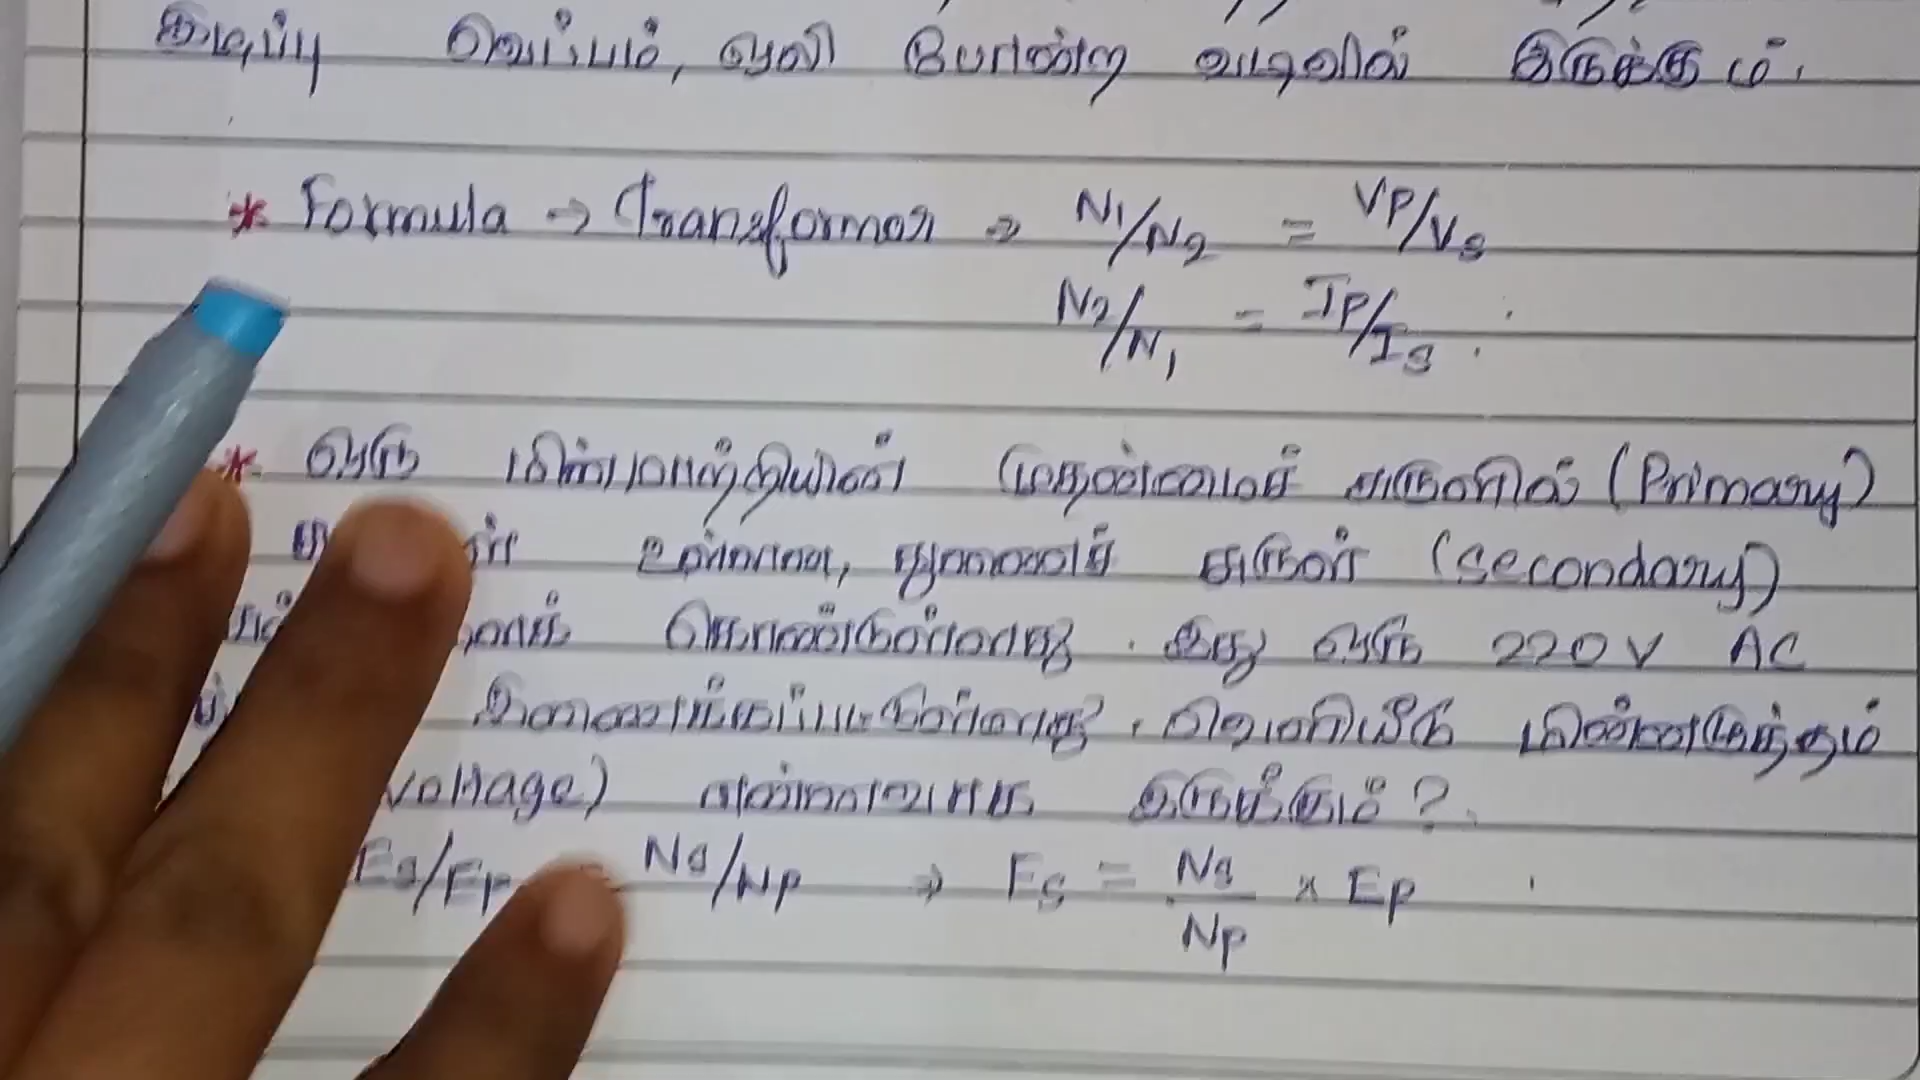 வெப்பம், ஒலி போன்ற வடிவில் இருக்கும்.
* Formula → Transformer ⇒ N1/N2 = VP/VS
N2/N1 = IP/IS.
* ஒரு மின்மாற்றியின் முதன்மைச் சுருளில் (Primary)
உள்ளன, துணைச் சுருள் (secondary)
கொண்டுள்ளது. இது ஒரு 220V AC
இணைக்கப்பட்டுள்ளது. வெளியீடு மின்னழுத்தம்
voltage) என்னவாக இருக்கும்?
Es/Ep = Ns/Np ⇒ Es = Ns/Np × Ep